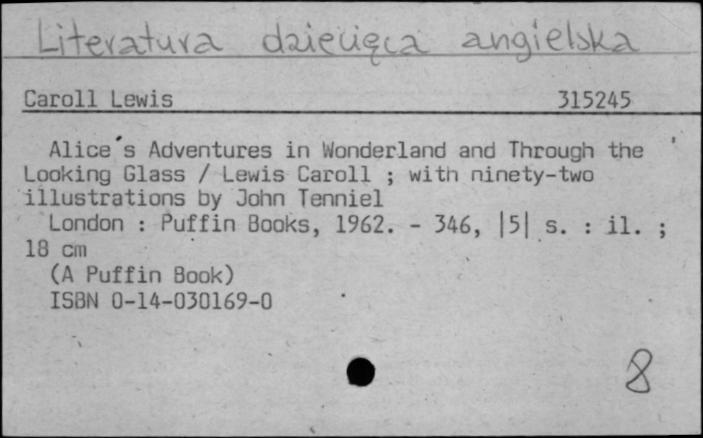 Literatura dziecięca angielska
Caroll Lewis 315245
Alice´s Adventures in Wonderland and Through the
Looking Glass / Lewis Caroll ; with ninety-two
illustrations by John Tenniel
London : Puffin Books, 1962. - 346, |5| s. : il. ;
18 cm
(A Puffin Book)
ISBN 0-14-030169-0
8